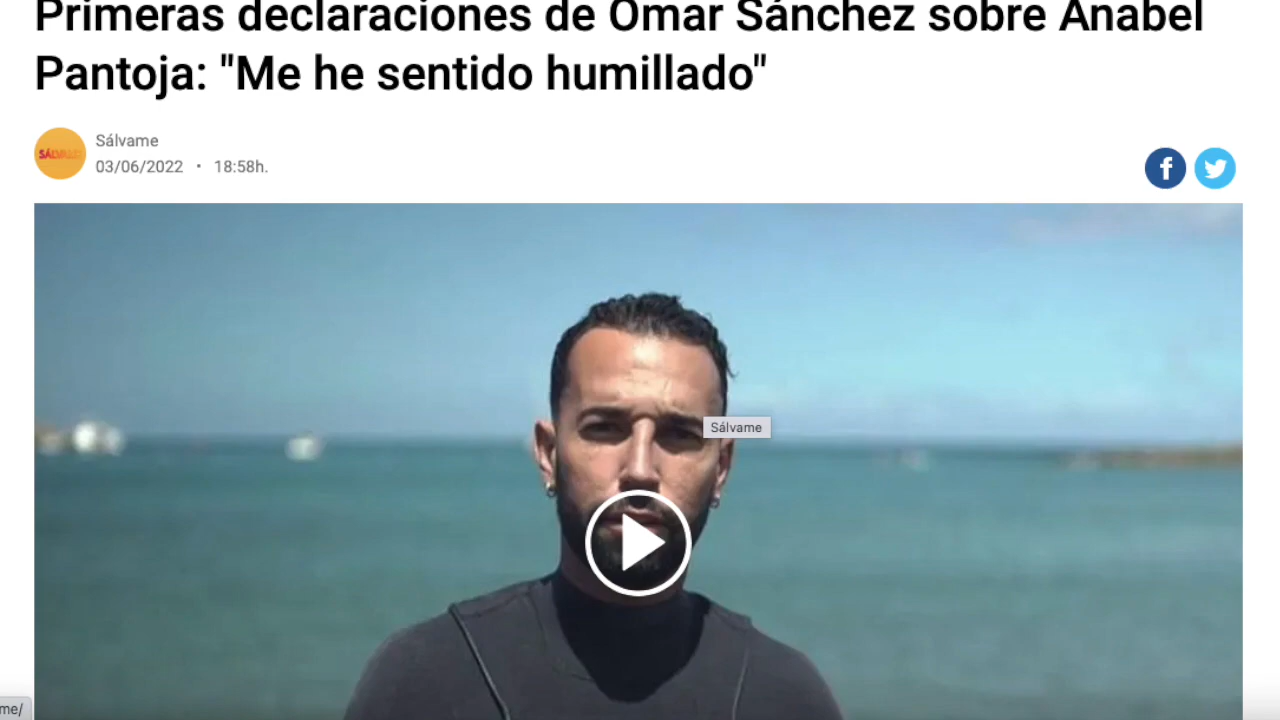 Primeras declaraciones de Omar Sánchez sobre Anabel
Pantoja: "Me he sentido humillado"
Sálvame
SÁLVAME
03/06/2022 • 18:58h.
f
Sálvame
me/